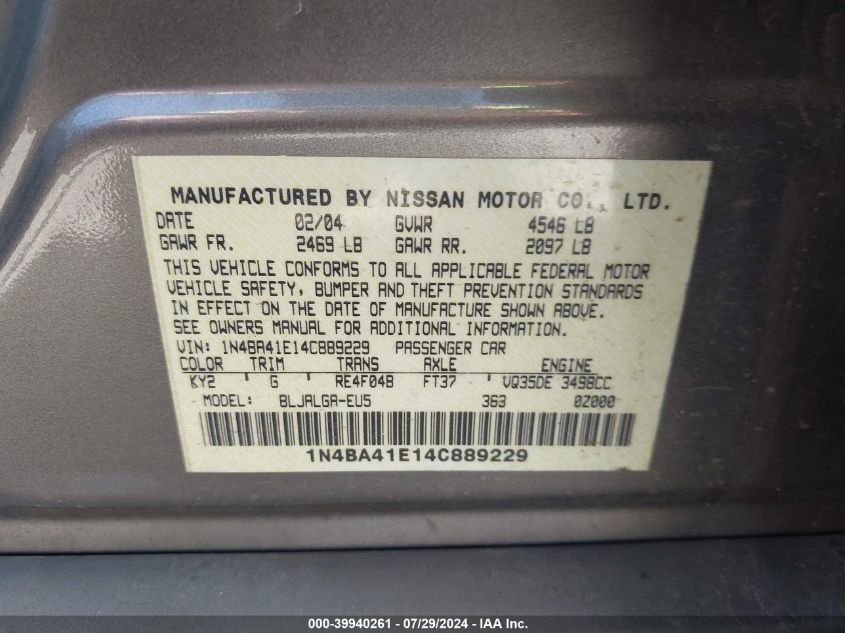 MANUFACTURED BY NISSAN MOTOR CO., LTD.
DATE 02/04 GVWR 4546 LB
GAWR FR. 2469 LB GAWR RR. 2097 LB
THIS VEHICLE CONFORMS TO ALL APPLICABLE FEDERAL MOTOR
VEHICLE SAFETY, BUMPER AND THEFT PREVENTION STANDARDS
IN EFFECT ON THE DATE OF MANUFACTURE SHOWN ABOVE.
SEE OWNERS MANUAL FOR ADDITIONAL INFORMATION.
VIN: 1N4BA41E14C889229 PASSENGER CAR
COLOR TRIM TRANS AXLE ENGINE
KY2 G RE4F04B FT37 VQ35DE 3498CC
MODEL: BLJALGA-EU5 363 0Z000
1N4BA41E14C889229
000-39940261 / 07/29/2024 - IAA Inc.